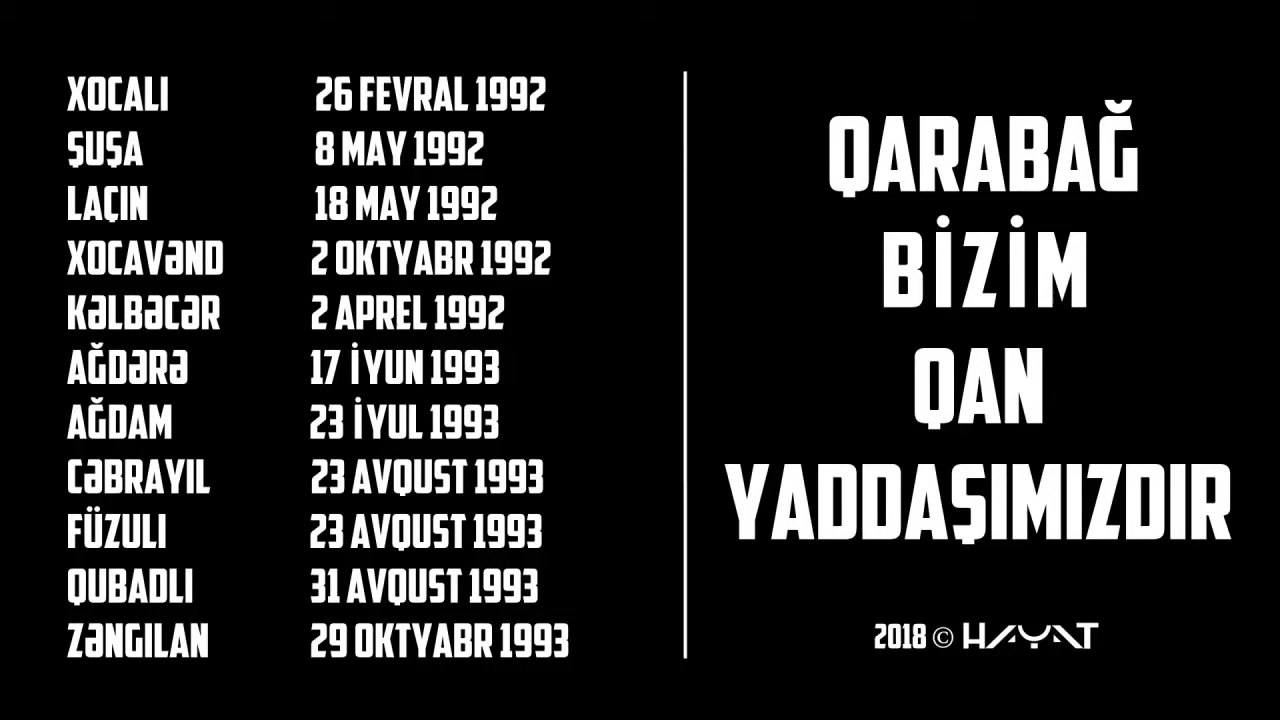 XOCALI 26 FEVRAL 1992
ŞUŞA 8 MAY 1992
LAÇIN 18 MAY 1992
XOCAVƏND 2 OKTYABR 1992
KƏLBƏCƏR 2 APREL 1992
AĞDƏRƏ 17 İYUN 1993
AĞDAM 23 İYUL 1993
CƏBRAYIL 23 AVQUST 1993
FÜZULI 23 AVQUST 1993
QUBADLI 31 AVQUST 1993
ZƏNGILAN 29 OKTYABR 1993
QARABAĞ
BİZİM
QAN
YADDAŞIMIZDIR
2018 © HAYAT